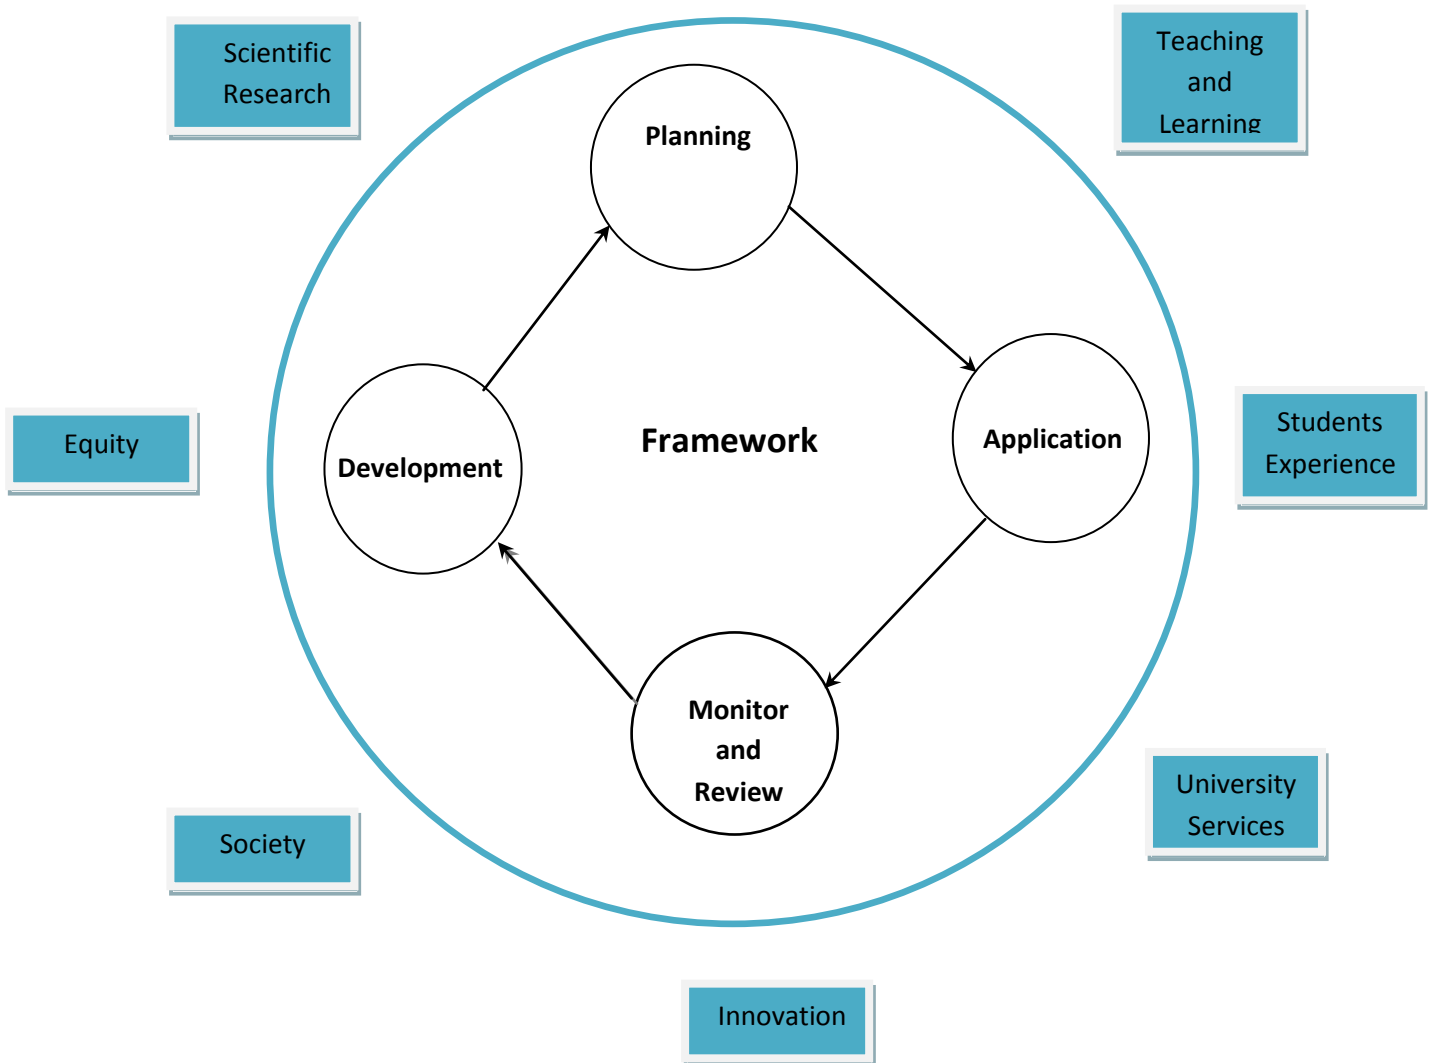 Scientific
Research
Teaching
and
Learning
Planning
Framework
Application
Development
Equity
Students
Experience
Monitor
and
Review
University
Services
Society
Innovation